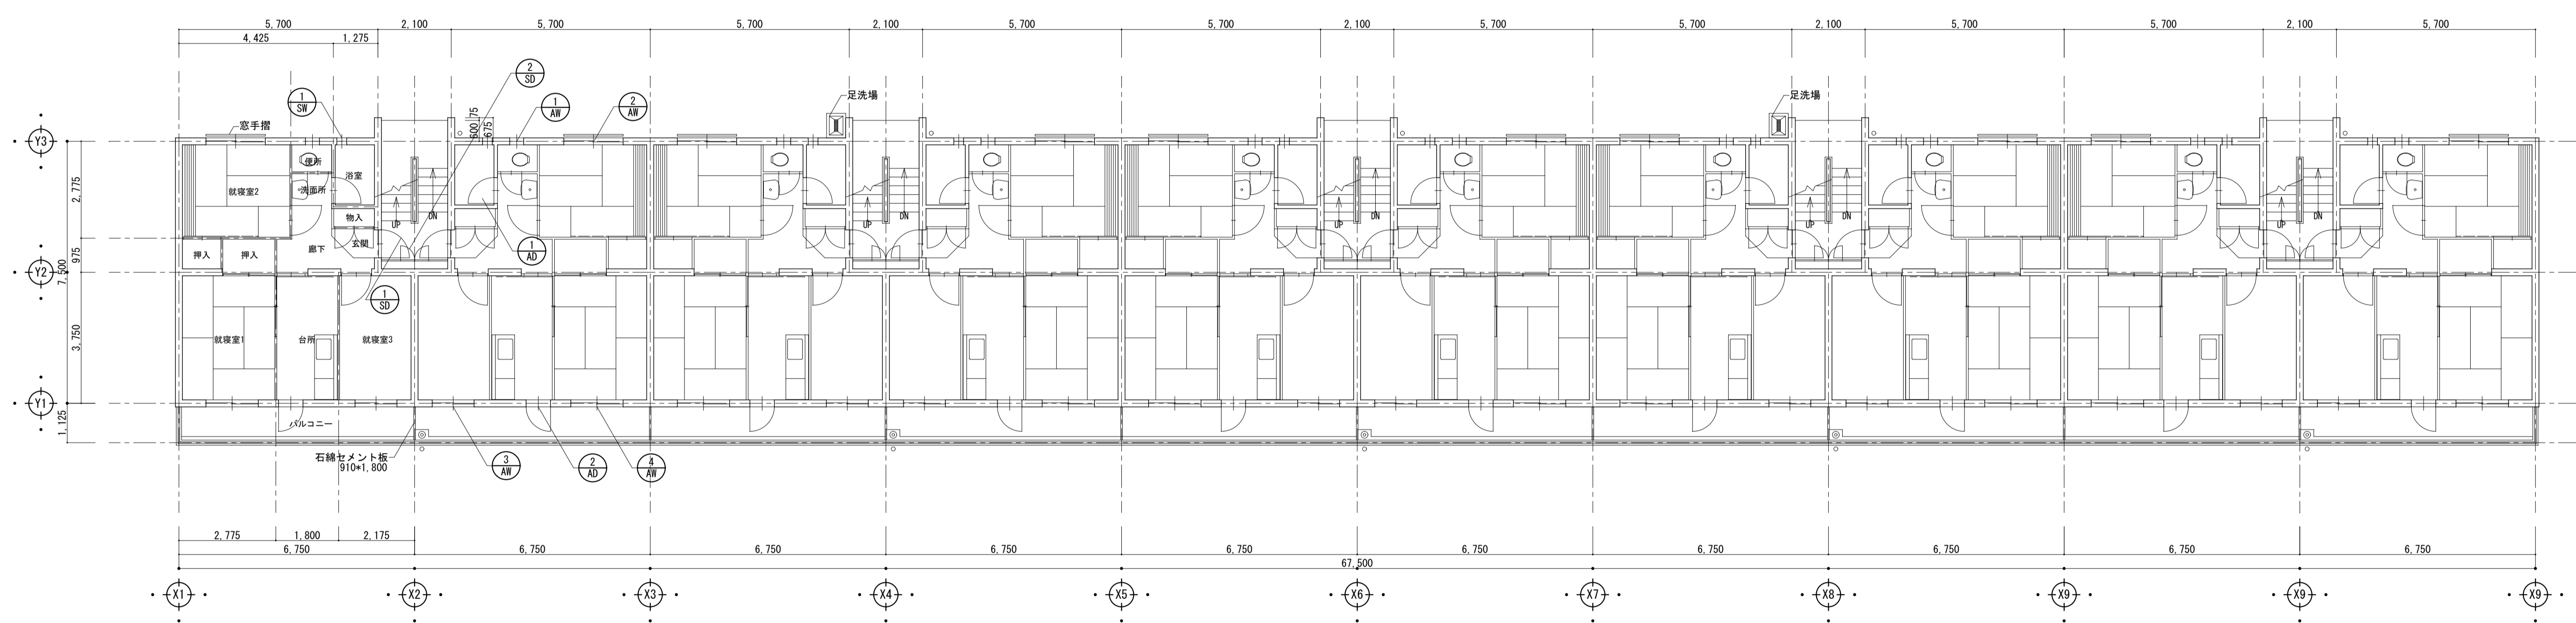 5,700 2,100 5,700 5,700 2,100 5,700 5,700 2,100 5,700 5,700 2,100 5,700 5,700 2,100 5,700
4,425 1,275
2
SD
1
SW
1
AW
2
AW
足洗場
足洗場
窓手摺
600 75
675
Y3
便所
浴室
就寝室2
洗面所
物入
UP DN UP DN UP DN UP DN UP DN
玄関
廊下
押入 押入
1
AD
2,775
975
7,500
Y2
1
SD
3,750
就寝室1 台所 就寝室3
Y1
1,125
バルコニー
石綿セメント板
910*1,800
3
AW
2
AD
4
AW
2,775 1,800 2,175
6,750 6,750 6,750 6,750 6,750 6,750 6,750 6,750 6,750 6,750
67,500
X1 X2 X3 X4 X5 X6 X7 X8 X9 X9 X9